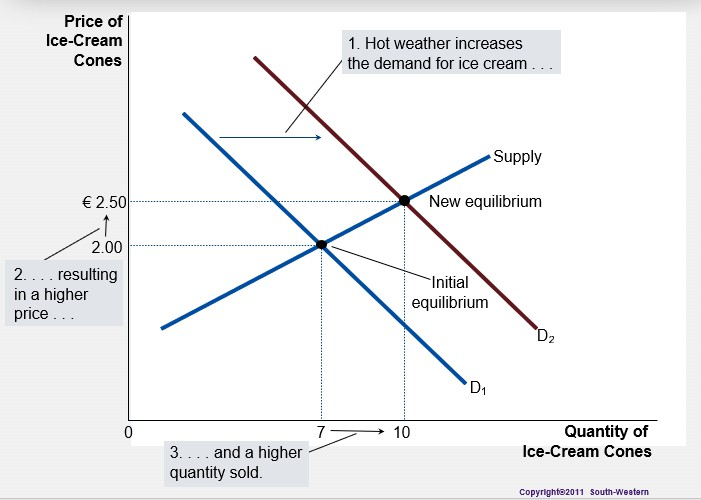 Price of
Ice-Cream
Cones
1. Hot weather increases
the demand for ice cream . . .
Supply
€ 2.50
New equilibrium
2.00
2. . . . resulting
in a higher
price . . .
Initial
equilibrium
D₂
D₁
0
7
10
Quantity of
Ice-Cream Cones
3. . . . and a higher
quantity sold.
Copyright©2011 South-Western